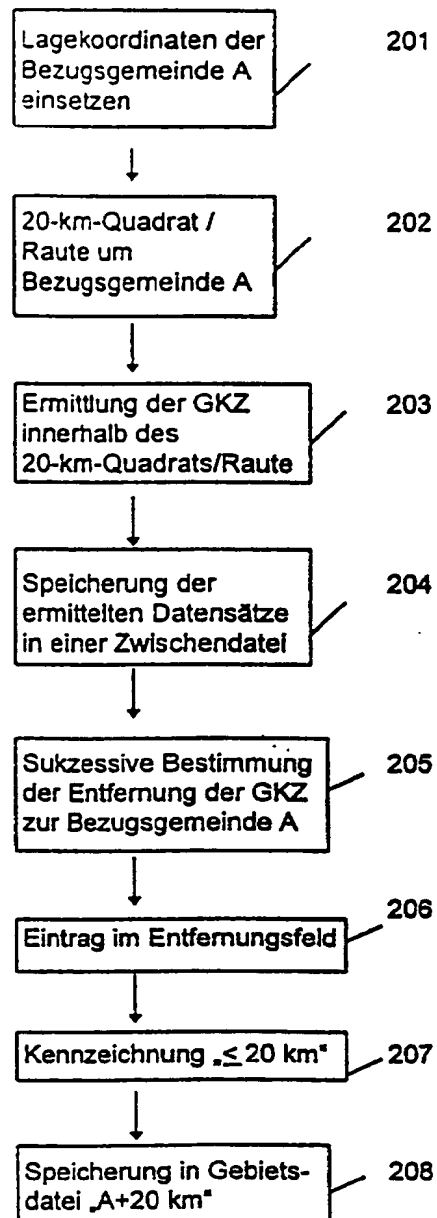 Lagekoordinaten der
Bezugsgemeinde A
einsetzen
201
20-km-Quadrat /
Raute um
Bezugsgemeinde A
202
Ermittlung der GKZ
innerhalb des
20-km-Quadrats/Raute
203
Speicherung der
ermittelten Datensätze
in einer Zwischendatei
204
Sukzessive Bestimmung
der Entfernung der GKZ
zur Bezugsgemeinde A
205
Eintrag im Entfernungsfeld
206
Kennzeichnung „≤ 20 km“
207
Speicherung in Gebiets-
datei „A+20 km“
208